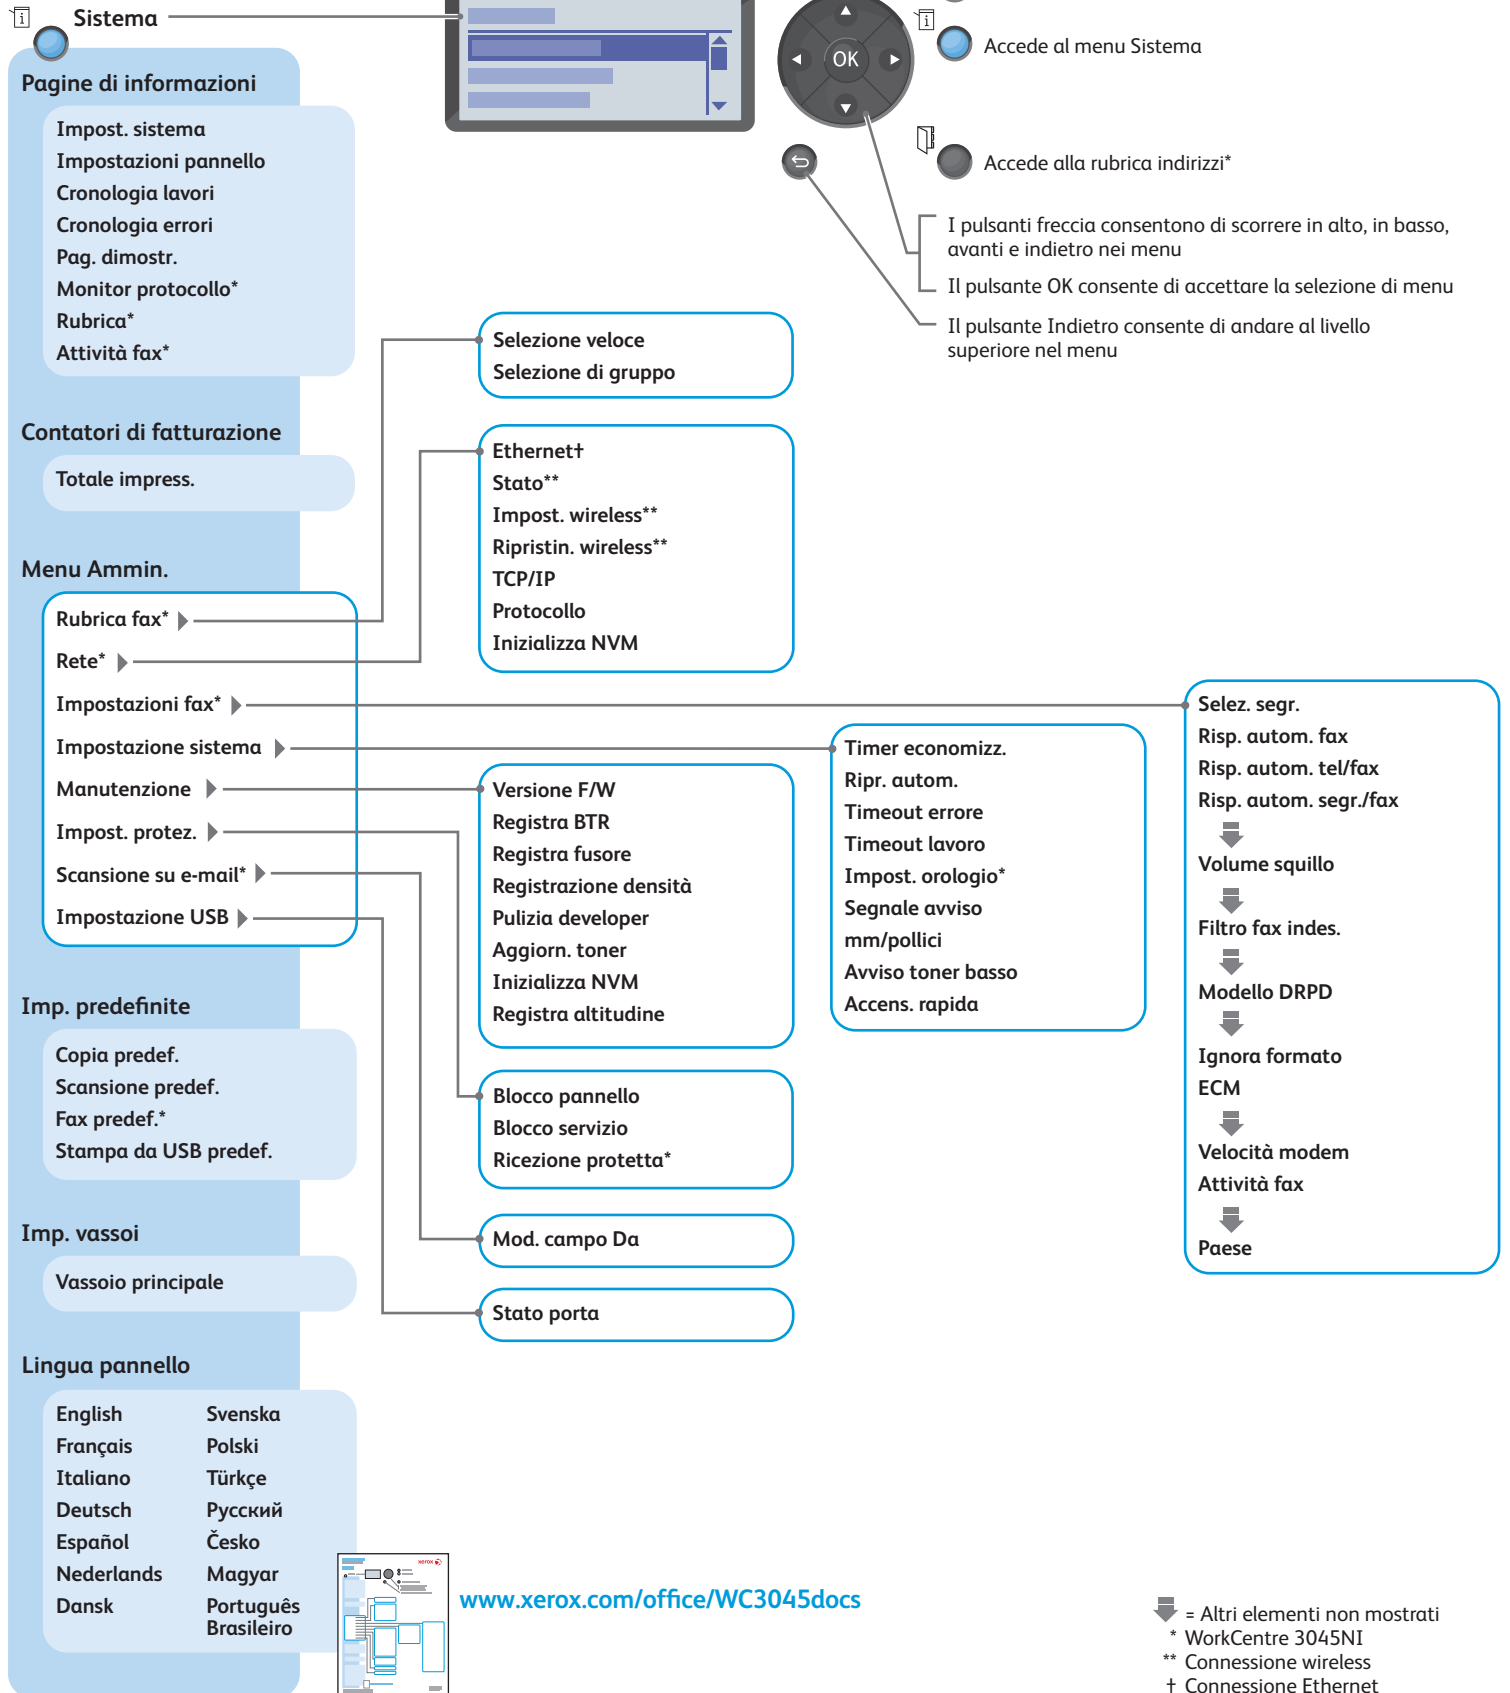 Sistema
OK
Accede al menu Sistema
Accede alla rubrica indirizzi*
I pulsanti freccia consentono di scorrere in alto, in basso,
avanti e indietro nei menu
Il pulsante OK consente di accettare la selezione di menu
Il pulsante Indietro consente di andare al livello
superiore nel menu
Pagine di informazioni
Impost. sistema
Impostazioni pannello
Cronologia lavori
Cronologia errori
Pag. dimostr.
Monitor protocollo*
Rubrica*
Attività fax*
Contatori di fatturazione
Totale impress.
Menu Ammin.
Rubrica fax*
Rete*
Impostazioni fax*
Impostazione sistema
Manutenzione
Impost. protez.
Scansione su e-mail*
Impostazione USB
Selezione veloce
Selezione di gruppo
Ethernet†
Stato**
Impost. wireless**
Ripristin. wireless**
TCP/IP
Protocollo
Inizializza NVM
Selez. segr.
Risp. autom. fax
Risp. autom. tel/fax
Risp. autom. segr./fax
Volume squillo
Filtro fax indes.
Modello DRPD
Ignora formato
ECM
Velocità modem
Attività fax
Paese
Timer economizz.
Ripr. autom.
Timeout errore
Timeout lavoro
Impost. orologio*
Segnale avviso
mm/pollici
Avviso toner basso
Accens. rapida
Versione F/W
Registra BTR
Registra fusore
Registrazione densità
Pulizia developer
Aggiorn. toner
Inizializza NVM
Registra altitudine
Blocco pannello
Blocco servizio
Ricezione protetta*
Mod. campo Da
Stato porta
Imp. predefinite
Copia predef.
Scansione predef.
Fax predef.*
Stampa da USB predef.
Imp. vassoi
Vassoio principale
Lingua pannello
English
Français
Italiano
Deutsch
Español
Nederlands
Dansk
Svenska
Polski
Türkçe
Русский
Česko
Magyar
Português
Brasileiro
xerox
www.xerox.com/office/WC3045docs
= Altri elementi non mostrati
* WorkCentre 3045NI
** Connessione wireless
† Connessione Ethernet